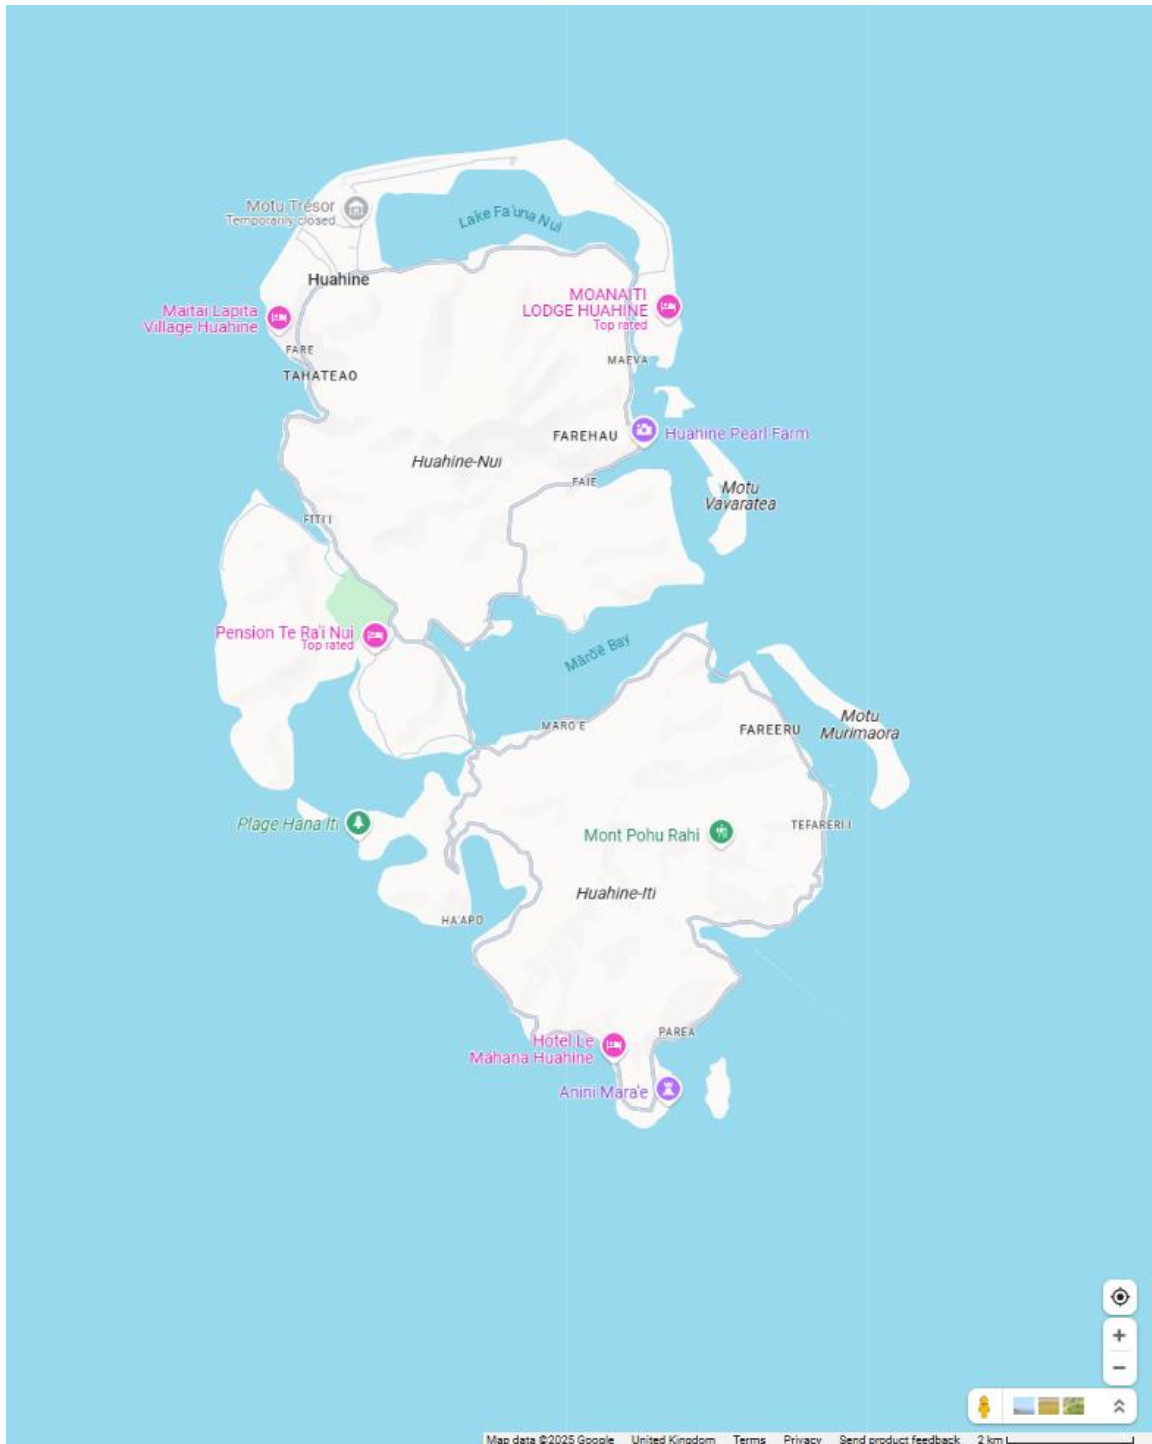 Motu Trésor
Temporarily closed
Lake Fa'una Nui
Huahine
MOANAITI
LODGE HUAHINE
Top rated
Maitai Lapita
Village Huahine
FARE
MAEVA
TAHATEAO
FAREHAU
Huahine Pearl Farm
Huahine-Nui
FAIE
Motu
Vavaratea
FITI'I
Pension Te Ra'i Nui
Top rated
Mārōē Bay
MARO'E
FAREERU
Motu
Murimaora
Plage Hana Iti
Mont Pohu Rahi
TEFARERI I
Huahine-Iti
HA'APO
PAREA
Hôtel Le
Mahana Huahine
Anini Mara'e
Map data ©2025 Google United Kingdom Terms Privacy Send product feedback 2 km